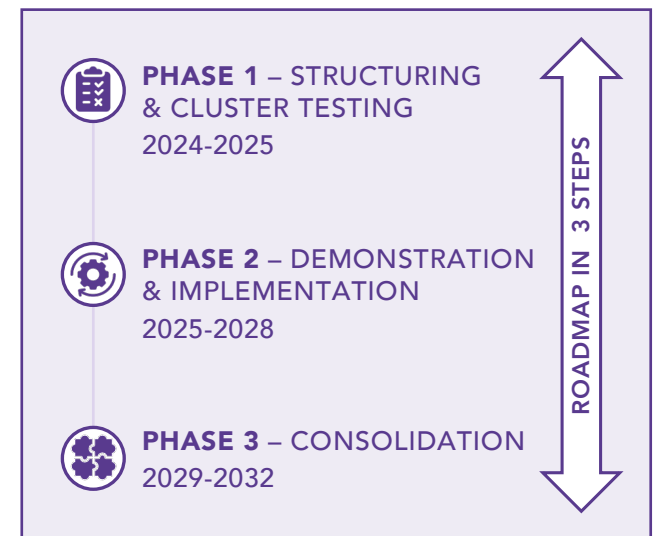 PHASE 1 – STRUCTURING
& CLUSTER TESTING
2024-2025
PHASE 2 – DEMONSTRATION
& IMPLEMENTATION
2025-2028
PHASE 3 – CONSOLIDATION
2029-2032
ROADMAP IN 3 STEPS